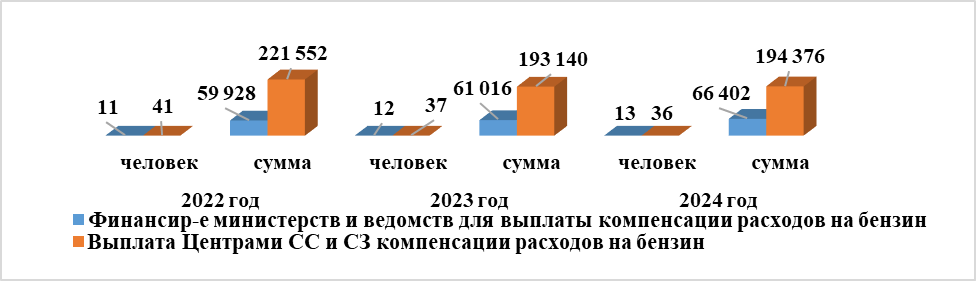 221 552
193 140
194 376
59 928
61 016
66 402
11 41
12 37
13 36
человек сумма человек сумма человек сумма
2022 год 2023 год 2024 год
Финансир-е министерств и ведомств для выплаты компенсации расходов на бензин
Выплата Центрами СС и СЗ компенсации расходов на бензин